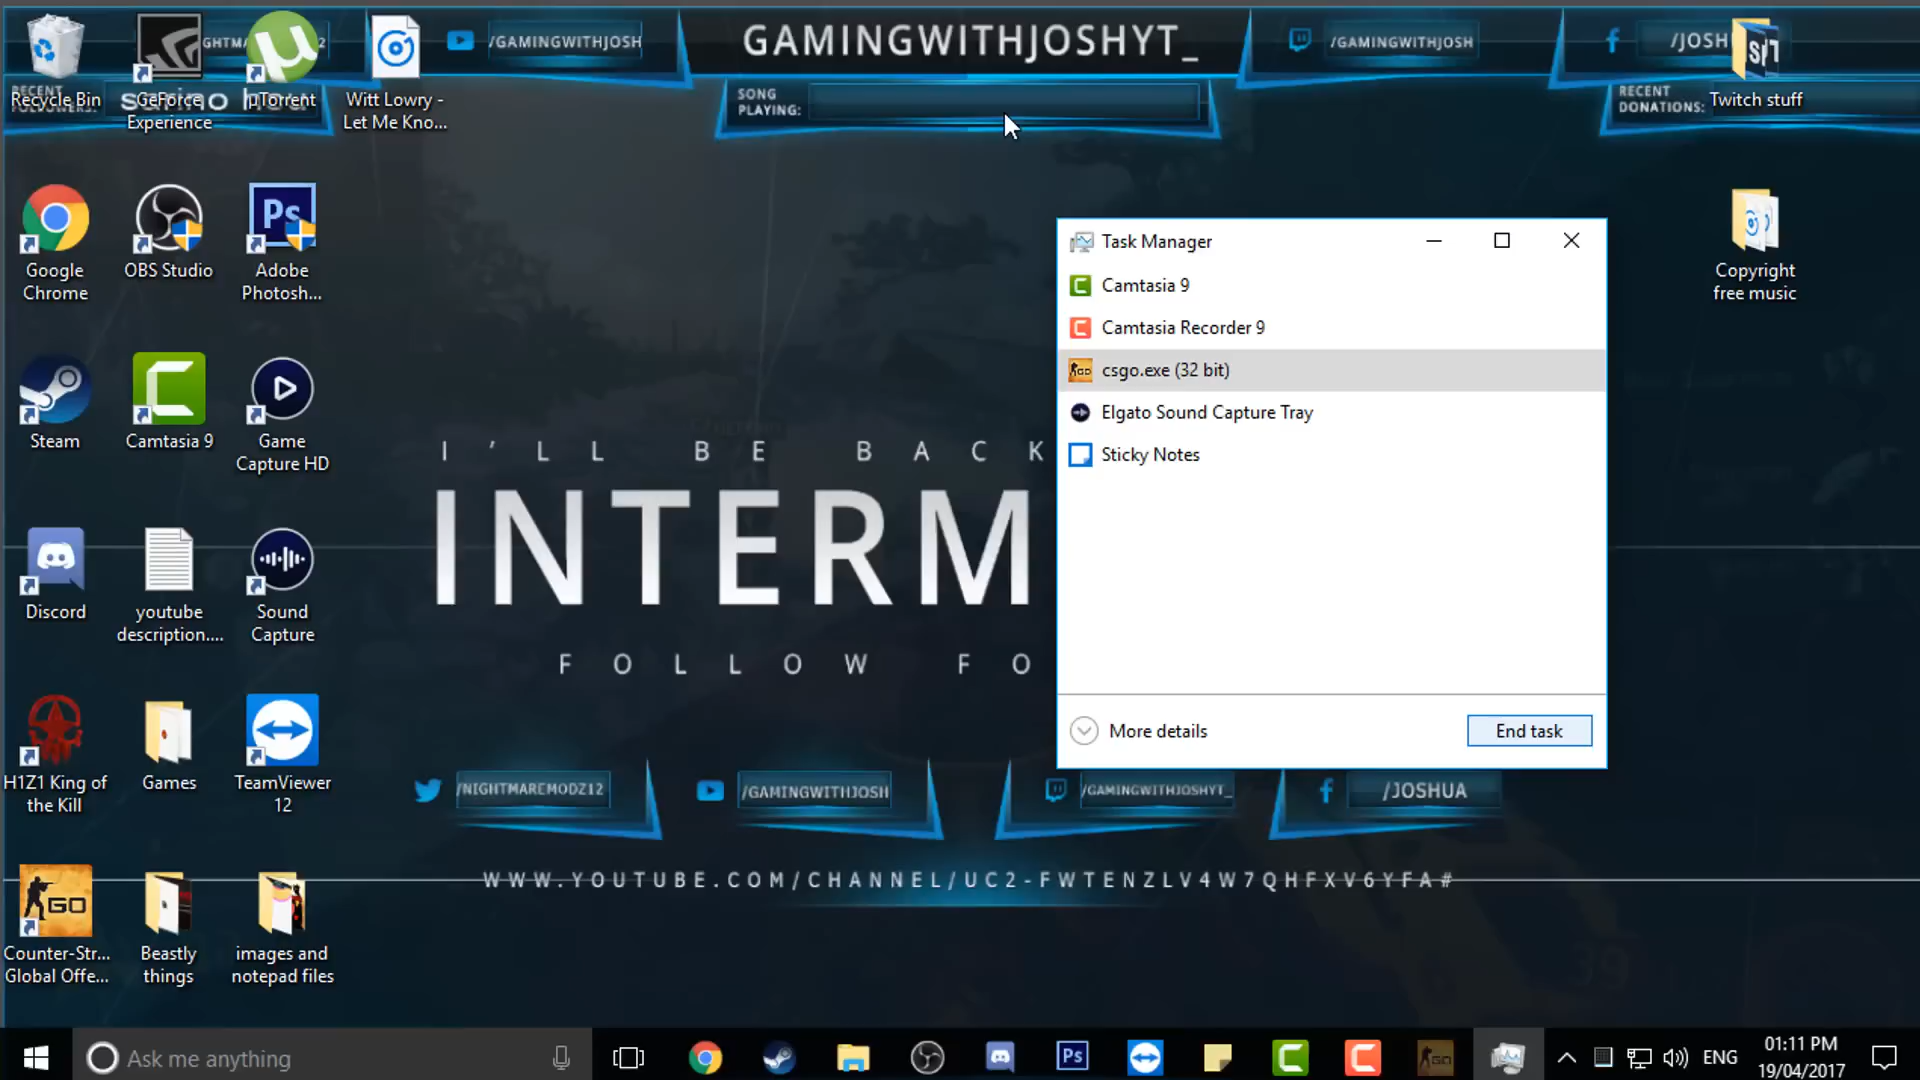 /GAMINGWITHJOSH
GAMINGWITHJOSHYT_
/GAMINGWITHJOSH
SONG
PLAYING:
RECENT
DONATIONS:
Recycle Bin
GeForce
Experience
µTorrent
Witt Lowry -
Let Me Kno...
Twitch stuff
Google
Chrome
OBS Studio
Ps
Adobe
Photosh...
Copyright
free music
Steam
Camtasia 9
Game
Capture HD
Discord
youtube
description....
Sound
Capture
H1Z1 King of
the Kill
Games
TeamViewer
12
GO
Counter-Str...
Global Offe...
Beastly
things
images and
notepad files
Task Manager
Camtasia 9
Camtasia Recorder 9
csgo.exe (32 bit)
Elgato Sound Capture Tray
Sticky Notes
More details
End task
I'LL BE BACK
INTERM
FOLLOW FO
/NIGHTMAREMODZ12
/GAMINGWITHJOSH
/GAMINGWITHJOSHYT_
/JOSHUA
WWW.YOUTUBE.COM/CHANNEL/UC2-FWTENZLV4W7QHFXV6YFA#
Ask me anything
Ps
ENG
01:11 PM
19/04/2017